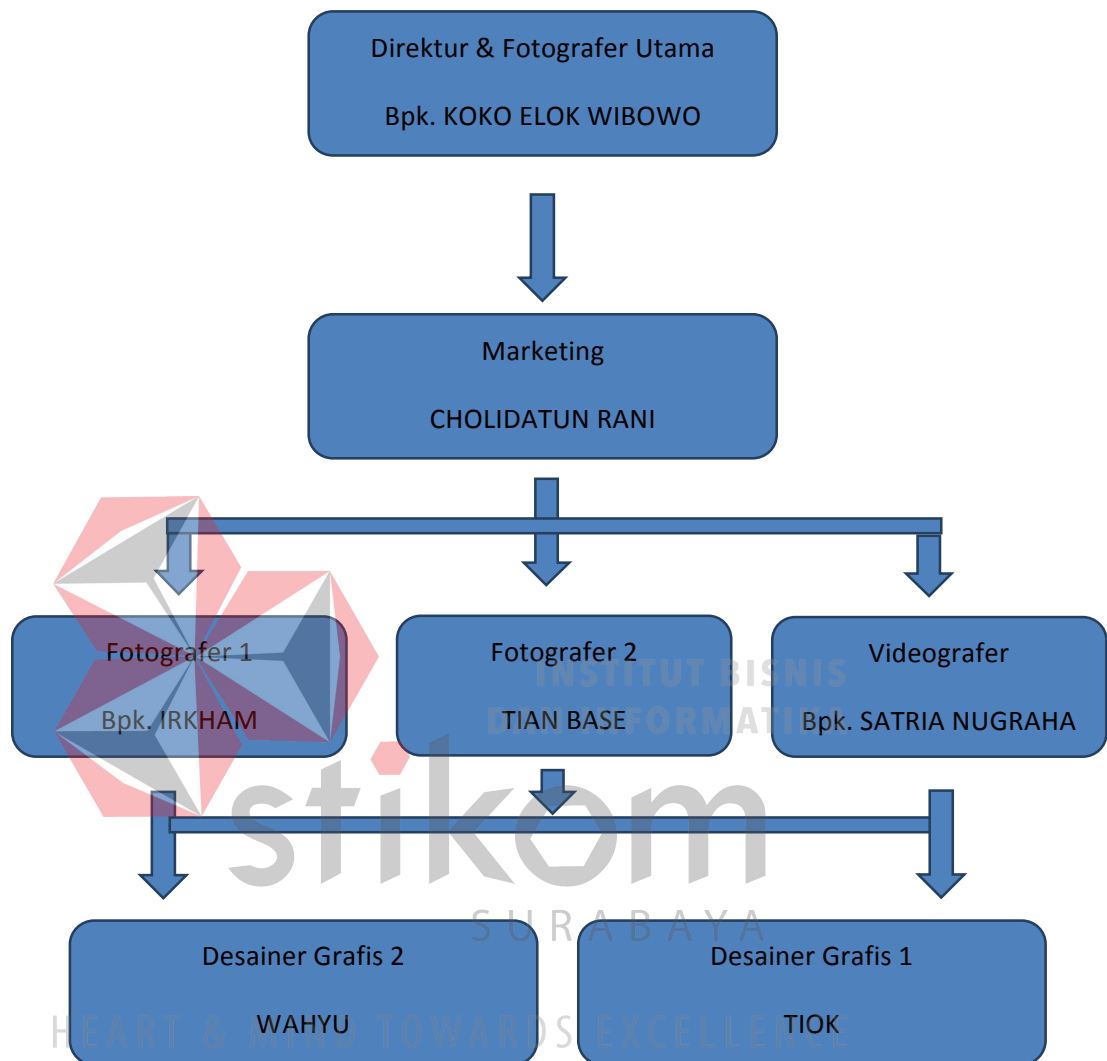 Direktur & Fotografer Utama
Bpk. KOKO ELOK WIBOWO
Marketing
CHOLIDATUN RANI
Fotografer 1
Bpk. IRKHAM
Fotografer 2
TIAN BASE
Videografer
Bpk. SATRIA NUGRAHA
INSTITUT BISNIS
DAN INFORMATIKA
stikom
SURABAYA
Desainer Grafis 2
WAHYU
Desainer Grafis 1
TIOK
HEART & MIND TOWARDS EXCELLENCE